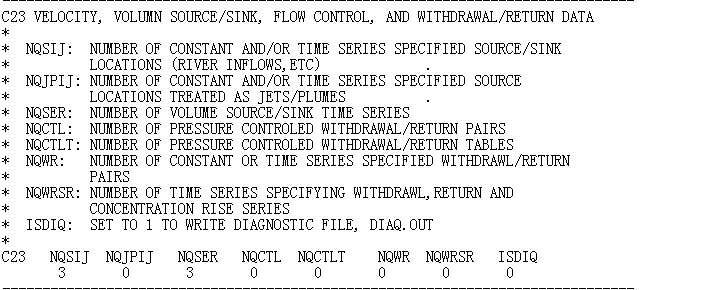 -------------------------------------------------------------------------------
C23 VELOCITY, VOLUMN SOURCE/SINK, FLOW CONTROL, AND WITHDRAWAL/RETURN DATA
*
*  NQSIJ:  NUMBER OF CONSTANT AND/OR TIME SERIES SPECIFIED SOURCE/SINK
*          LOCATIONS (RIVER INFLOWS,ETC)             .
*  NQJPIJ: NUMBER OF CONSTANT AND/OR TIME SERIES SPECIFIED SOURCE
*          LOCATIONS TREATED AS JETS/PLUMES          .
*  NQSER:  NUMBER OF VOLUME SOURCE/SINK TIME SERIES
*  NQCTL:  NUMBER OF PRESSURE CONTROLED WITHDRAWAL/RETURN PAIRS
*  NQCTLT: NUMBER OF PRESSURE CONTROLED WITHDRAWAL/RETURN TABLES
*  NQWR:   NUMBER OF CONSTANT OR TIME SERIES SPECIFIED WITHDRAWL/RETURN
*          PAIRS
*  NQWRSR: NUMBER OF TIME SERIES SPECIFYING WITHDRAWL,RETURN AND
*          CONCENTRATION RISE SERIES
*  ISDIQ:  SET TO 1 TO WRITE DIAGNOSTIC FILE, DIAQ.OUT
*
C23   NQSIJ  NQJPIJ   NQSER   NQCTL  NQCTLT    NQWR  NQWRSR   ISDIQ
       3       0       3       0       0       0       0       0
-------------------------------------------------------------------------------